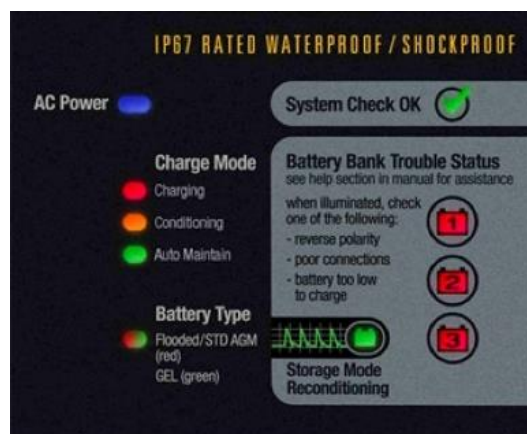 IP67 RATED WATERPROOF / SHOCKPROOF
AC Power
System Check OK
Charge Mode
Charging
Conditioning
Auto Maintain
Battery Bank Trouble Status
see help section in manual for assistance
when illuminated, check
one of the following:
- reverse polarity
- poor connections
- battery too low
to charge
1
2
3
Battery Type
Flooded/STD AGM
(red)
GEL (green)
Storage Mode
Reconditioning